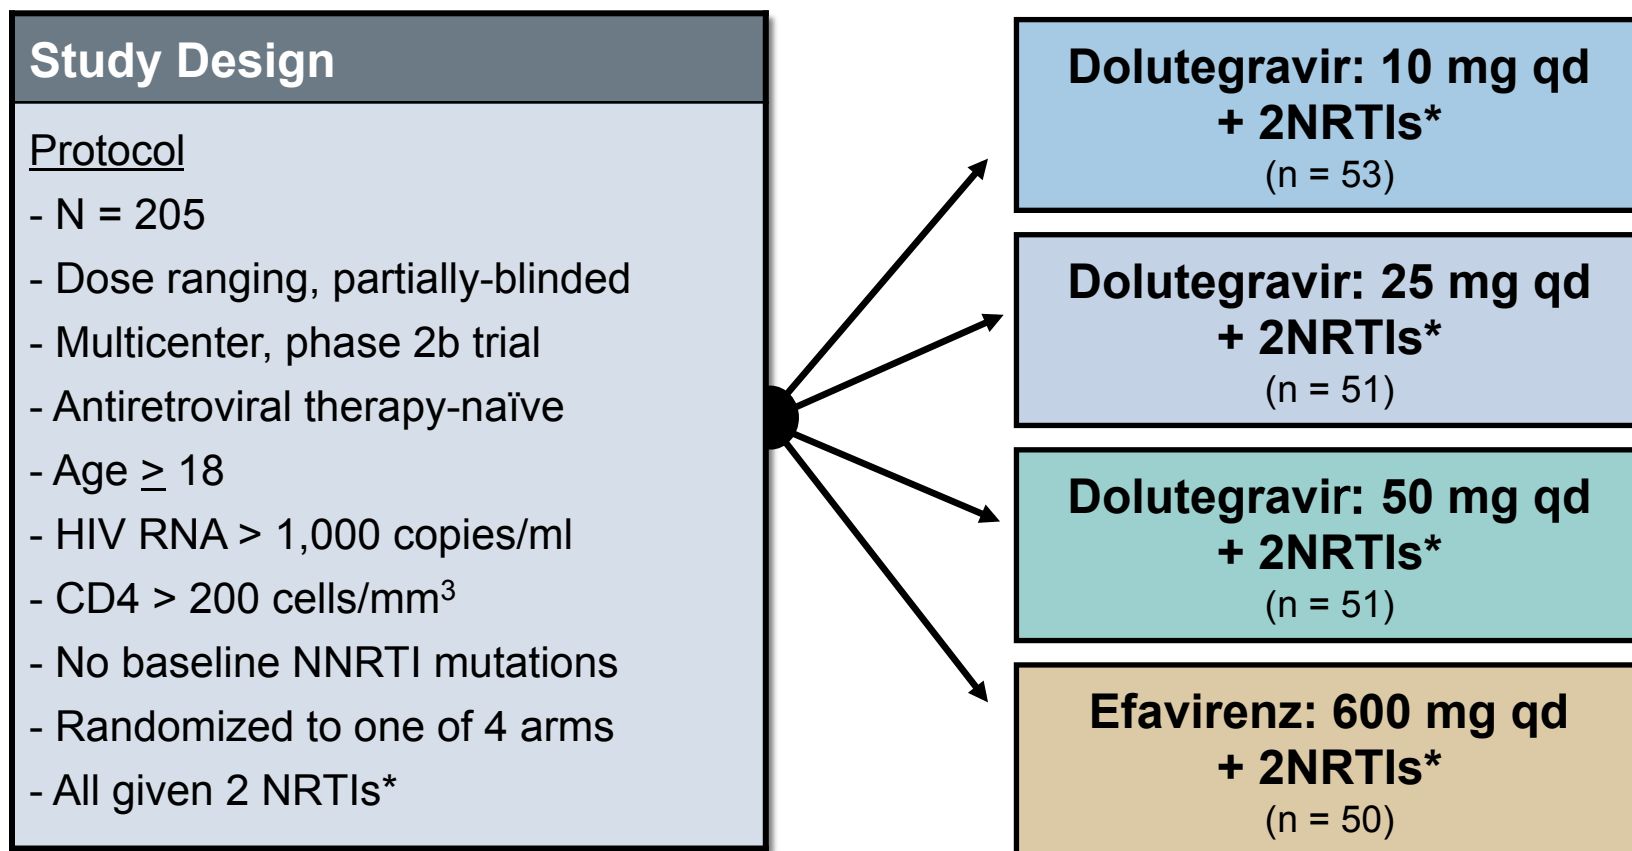 Study Design
Protocol
- N = 205
- Dose ranging, partially-blinded
- Multicenter, phase 2b trial
- Antiretroviral therapy-naïve
- Age ≥ 18
- HIV RNA > 1,000 copies/ml
- CD4 > 200 cells/mm³
- No baseline NNRTI mutations
- Randomized to one of 4 arms
- All given 2 NRTIs*
Dolutegravir: 10 mg qd
+ 2NRTIs*
(n = 53)
Dolutegravir: 25 mg qd
+ 2NRTIs*
(n = 51)
Dolutegravir: 50 mg qd
+ 2NRTIs*
(n = 51)
Efavirenz: 600 mg qd
+ 2NRTIs*
(n = 50)